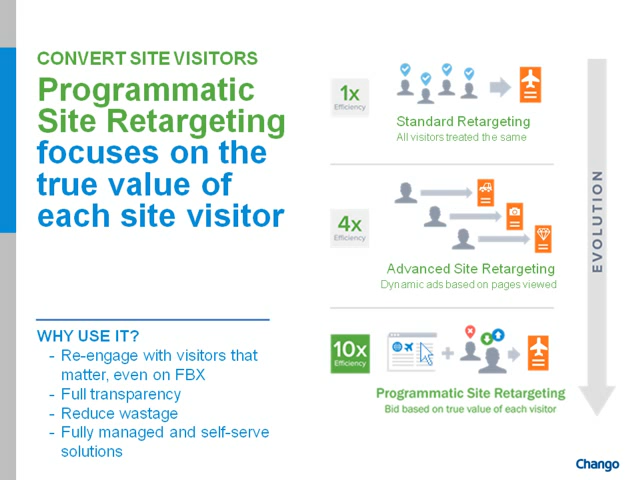 CONVERT SITE VISITORS
Programmatic
Site Retargeting
focuses on the
true value of
each site visitor
WHY USE IT?
- Re-engage with visitors that
matter, even on FBX
- Full transparency
- Reduce wastage
- Fully managed and self-serve
solutions
1x
Efficiency
Standard Retargeting
All visitors treated the same
4x
Efficiency
Advanced Site Retargeting
Dynamic ads based on pages viewed
10x
Efficiency
Programmatic Site Retargeting
Bid based on true value of each visitor
EVOLUTION
Chango